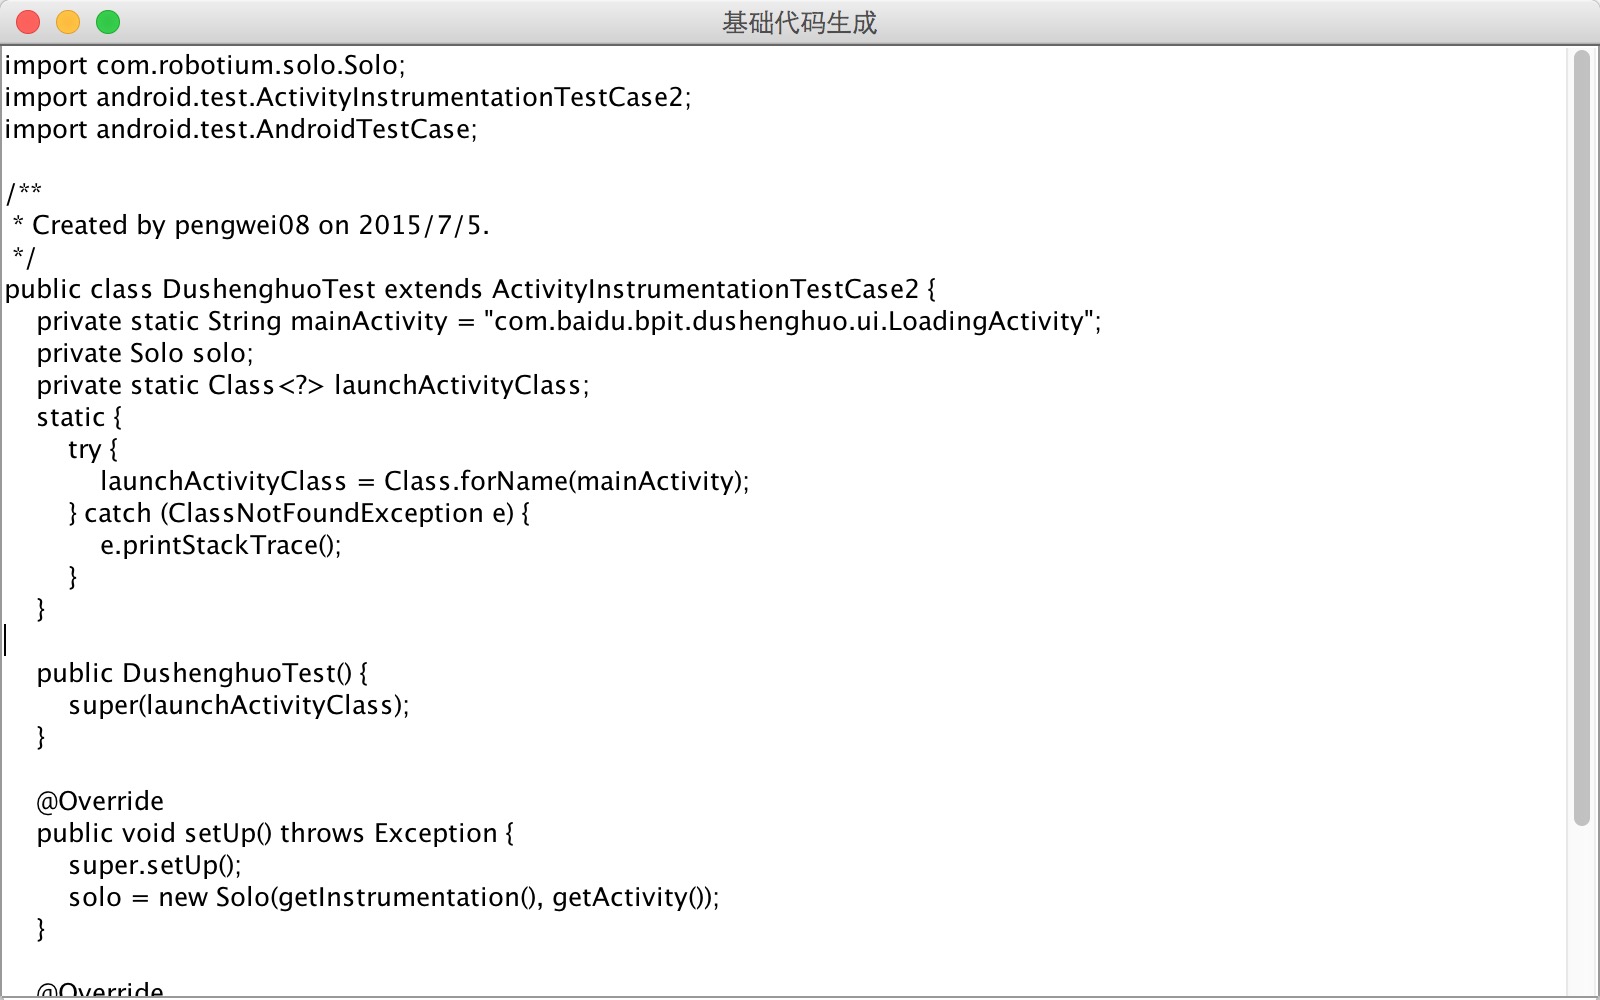 基础代码生成
import com.robotium.solo.Solo;
import android.test.ActivityInstrumentationTestCase2;
import android.test.AndroidTestCase;
/**
 * Created by pengwei08 on 2015/7/5.
 */
public class DushenghuoTest extends ActivityInstrumentationTestCase2 {
    private static String mainActivity = "com.baidu.bpit.dushenghuo.ui.LoadingActivity";
    private Solo solo;
    private static Class<?> launchActivityClass;
    static {
        try {
            launchActivityClass = Class.forName(mainActivity);
        } catch (ClassNotFoundException e) {
            e.printStackTrace();
        }
    }
    public DushenghuoTest() {
        super(launchActivityClass);
    }
    @Override
    public void setUp() throws Exception {
        super.setUp();
        solo = new Solo(getInstrumentation(), getActivity());
    }
    @Override